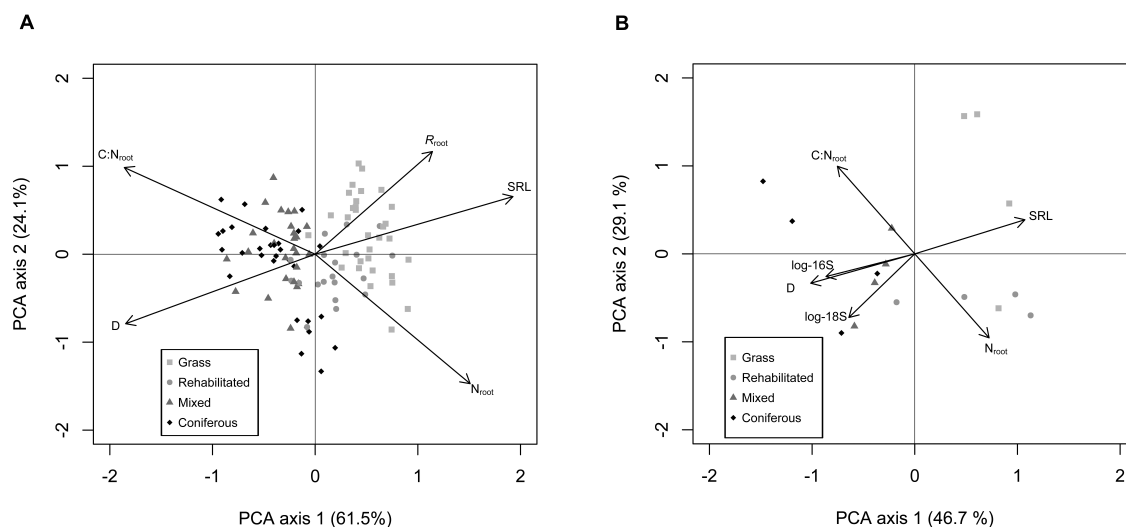 A
PCA axis 2 (24.1%)
2
1
0
-1
-2
C:Nroot
Rroot
SRL
D
Nroot
Grass
Rehabilitated
Mixed
Coniferous
-2
-1
0
1
2
PCA axis 1 (61.5%)
B
PCA axis 2 (29.1 %)
2
1
0
-1
-2
C:Nroot
SRL
log-16S
D
log-18S
Nroot
Grass
Rehabilitated
Mixed
Coniferous
-2
-1
0
1
2
PCA axis 1 (46.7 %)